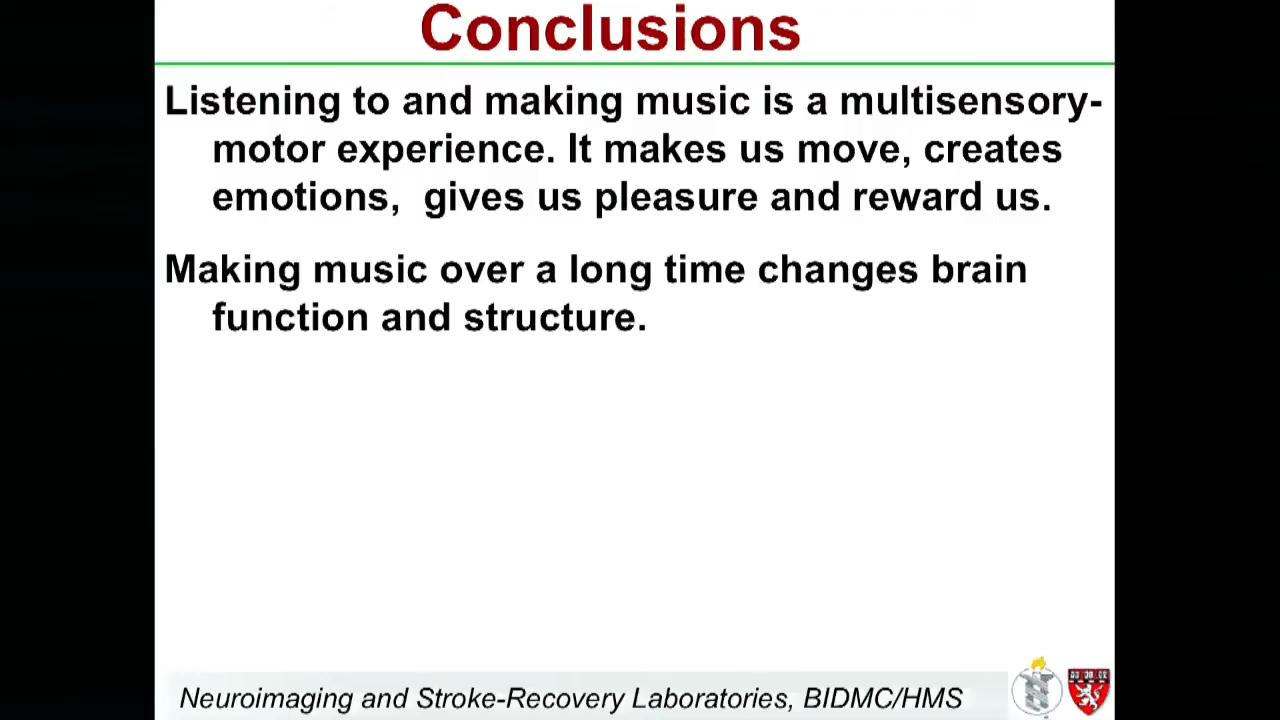 Conclusions
Listening to and making music is a multisensory-
motor experience. It makes us move, creates
emotions, gives us pleasure and reward us.
Making music over a long time changes brain
function and structure.
Neuroimaging and Stroke-Recovery Laboratories, BIDMC/HMS